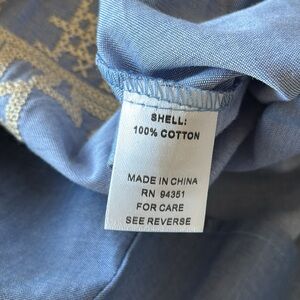 SHELL:
100% COTTON
MADE IN CHINA
RN 94351
FOR CARE
SEE REVERSE